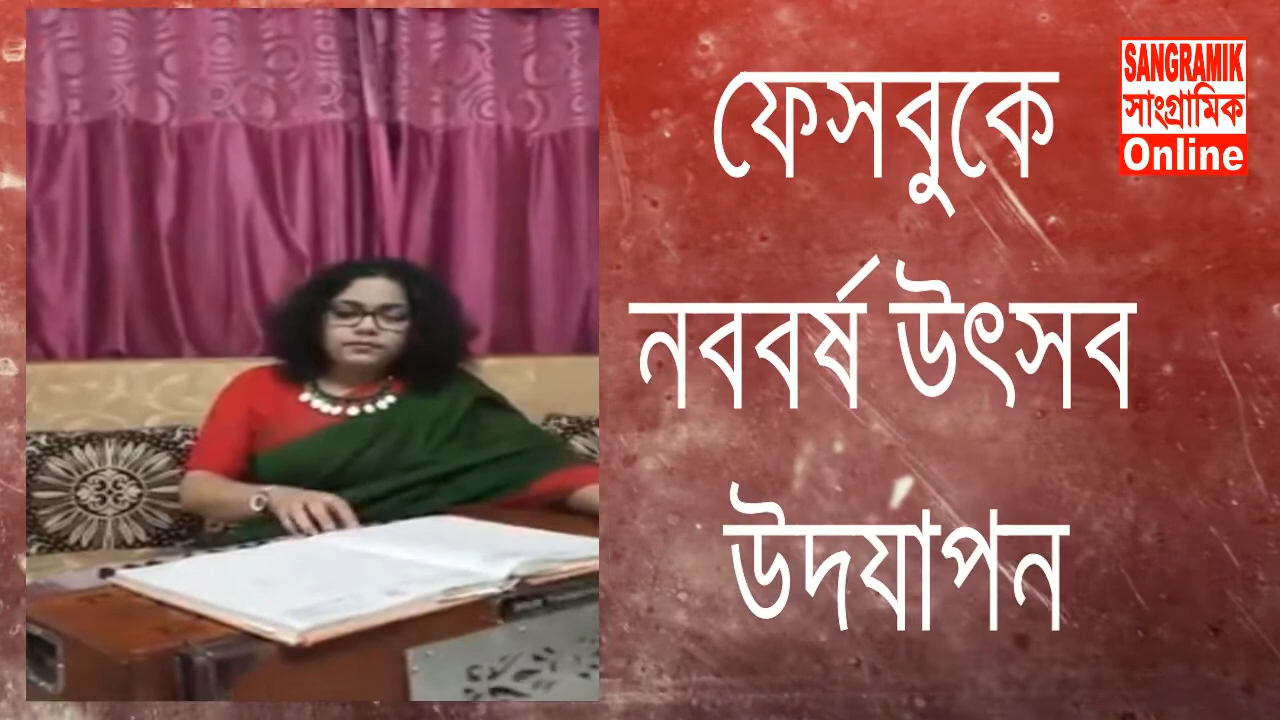 ফেসবুকে
নববর্ষ উৎসব
উদযাপন
SANGRAMIK
সাংগ্রামিক
Online